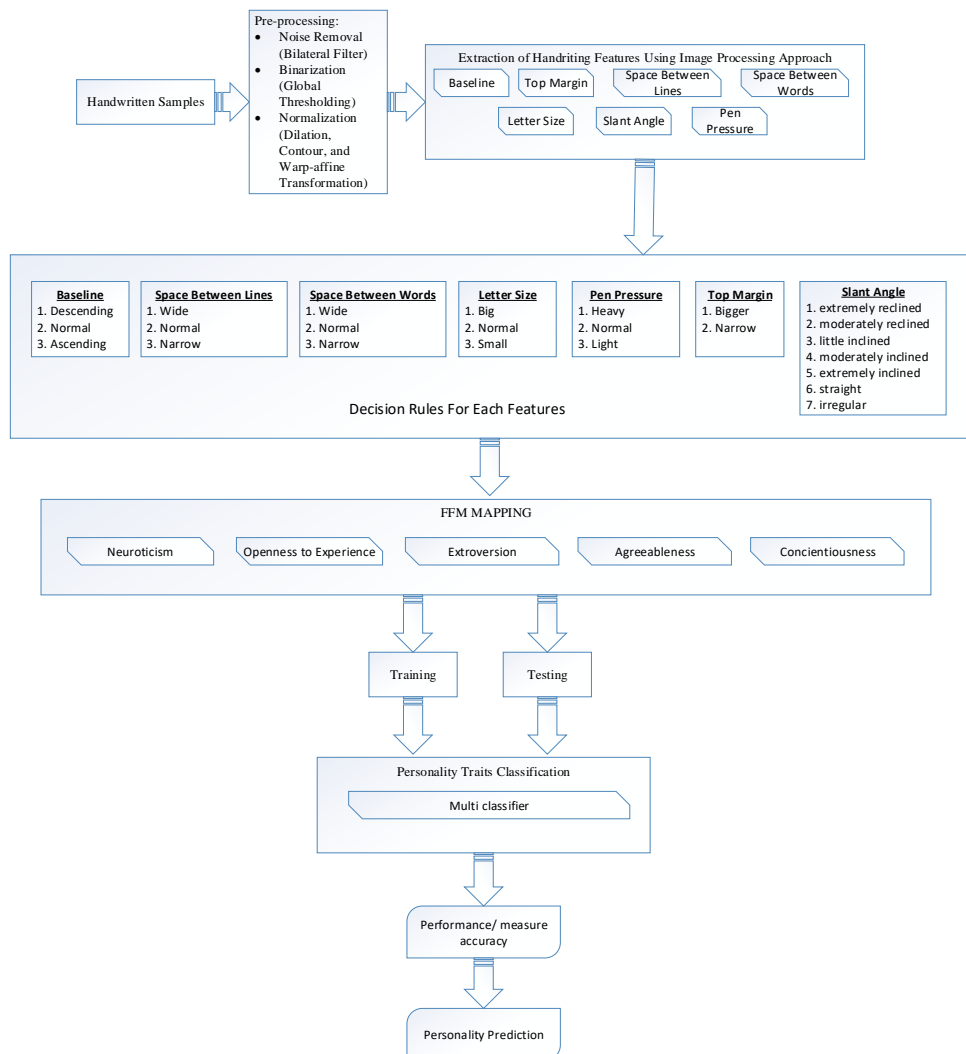 Handwritten Samples
Pre-processing:
• Noise Removal
(Bilateral Filter)
• Binarization
(Global
Thresholding)
• Normalization
(Dilation,
Contour, and
Warp-affine
Transformation)
Extraction of Handriting Features Using Image Processing Approach
Baseline
Top Margin
Space Between
Lines
Space Between
Words
Letter Size
Slant Angle
Pen
Pressure
Baseline
1. Descending
2. Normal
3. Ascending
Space Between Lines
1. Wide
2. Normal
3. Narrow
Space Between Words
1. Wide
2. Normal
3. Narrow
Letter Size
1. Big
2. Normal
3. Small
Pen Pressure
1. Heavy
2. Normal
3. Light
Top Margin
1. Bigger
2. Narrow
Slant Angle
1. extremely reclined
2. moderately reclined
3. little inclined
4. moderately inclined
5. extremely inclined
6. straight
7. irregular
Decision Rules For Each Features
FFM MAPPING
Neuroticism
Openness to Experience
Extroversion
Agreeableness
Concientiousness
Training
Testing
Personality Traits Classification
Multi classifier
Performance/ measure
accuracy
Personality Prediction